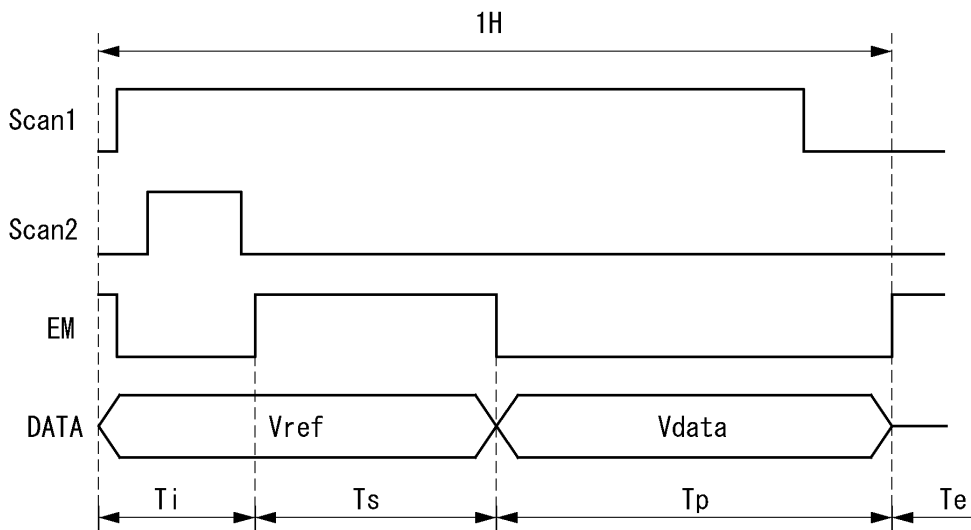 1H
Scan1
Scan2
EM
DATA
Vref
Vdata
Ti
Ts
Tp
Te